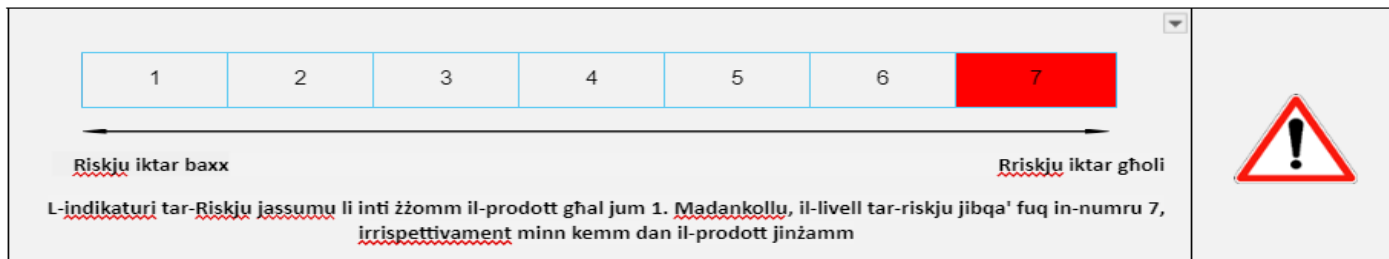 1 2 3 4 5 6 7
Riskju iktar baxx Rriskju iktar għoli
L-indikaturi tar-Riskju jassumu li inti żżomm il-prodott għal jum 1. Madankollu, il-livell tar-riskju jibqa' fuq in-numru 7,
irrispettivament minn kemm dan il-prodott jinżamm